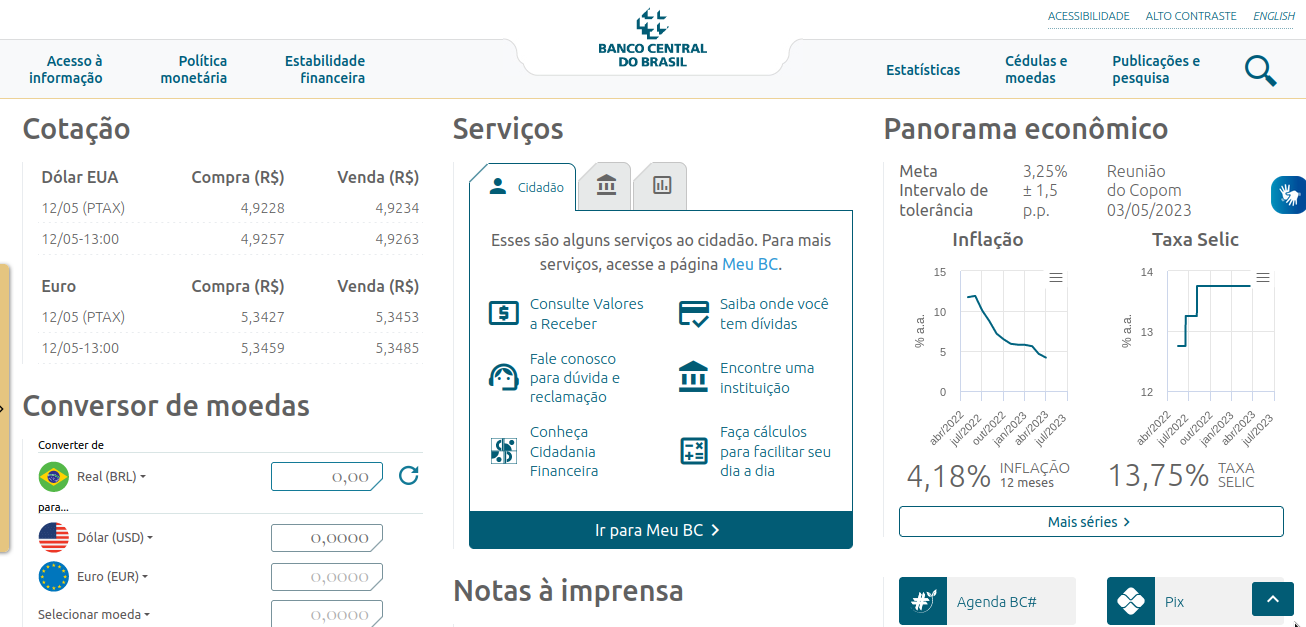 ACESSIBILIDADE ALTO CONTRASTE ENGLISH
BANCO CENTRAL
DO BRASIL
Acesso à
informação
Política
monetária
Estabilidade
financeira
Estatísticas
Cédulas e
moedas
Publicações e
pesquisa
Cotação
Dólar EUA Compra (R$) Venda (R$)
12/05 (PTAX) 4,9228 4,9234
12/05-13:00 4,9257 4,9263
Euro Compra (R$) Venda (R$)
12/05 (PTAX) 5,3427 5,3453
12/05-13:00 5,3459 5,3485
Conversor de moedas
Converter de
Real (BRL) 0,00
para...
Dólar (USD) 0,0000
Euro (EUR) 0,0000
Selecionar moeda 0,0000
Serviços
Cidadão
Esses são alguns serviços ao cidadão. Para mais
serviços, acesse a página Meu BC.
Consulte Valores
a Receber
Saiba onde você
tem dívidas
Fale conosco
para dúvida e
reclamação
Encontre uma
instituição
Conheça
Cidadania
Financeira
Faça cálculos
para facilitar seu
dia a dia
Ir para Meu BC
Notas à imprensa
Panorama econômico
Meta 3,25% Reunião
Intervalo de ± 1,5 do Copom
tolerância p.p. 03/05/2023
Inflação
% a.a.
15
10
5
0
abr/2022 jul/2022 out/2022 jan/2023 abr/2023 jul/2023
4,18% INFLAÇÃO
12 meses
Taxa Selic
% a.a.
14
13
12
abr/2022 jul/2022 out/2022 jan/2023 abr/2023 jul/2023
13,75% TAXA
SELIC
Mais séries
Agenda BC#
Pix